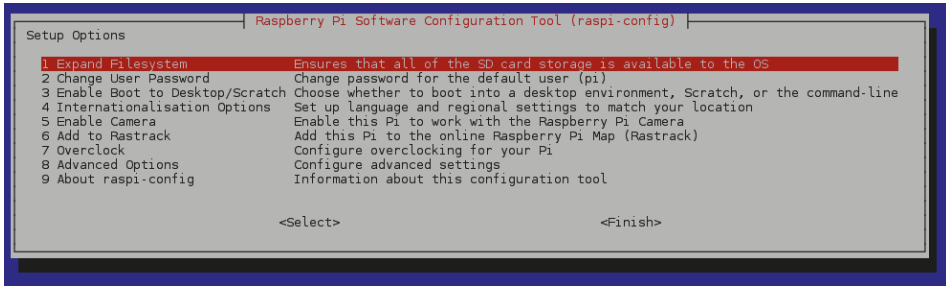 Raspberry Pi Software Configuration Tool (raspi-config)
Setup Options
1 Expand Filesystem Ensures that all of the SD card storage is available to the OS
2 Change User Password Change password for the default user (pi)
3 Enable Boot to Desktop/Scratch Choose whether to boot into a desktop environment, Scratch, or the command-line
4 Internationalisation Options Set up language and regional settings to match your location
5 Enable Camera Enable this Pi to work with the Raspberry Pi Camera
6 Add to Rastrack Add this Pi to the online Raspberry Pi Map (Rastrack)
7 Overclock Configure overclocking for your Pi
8 Advanced Options Configure advanced settings
9 About raspi-config Information about this configuration tool
<Select> <Finish>